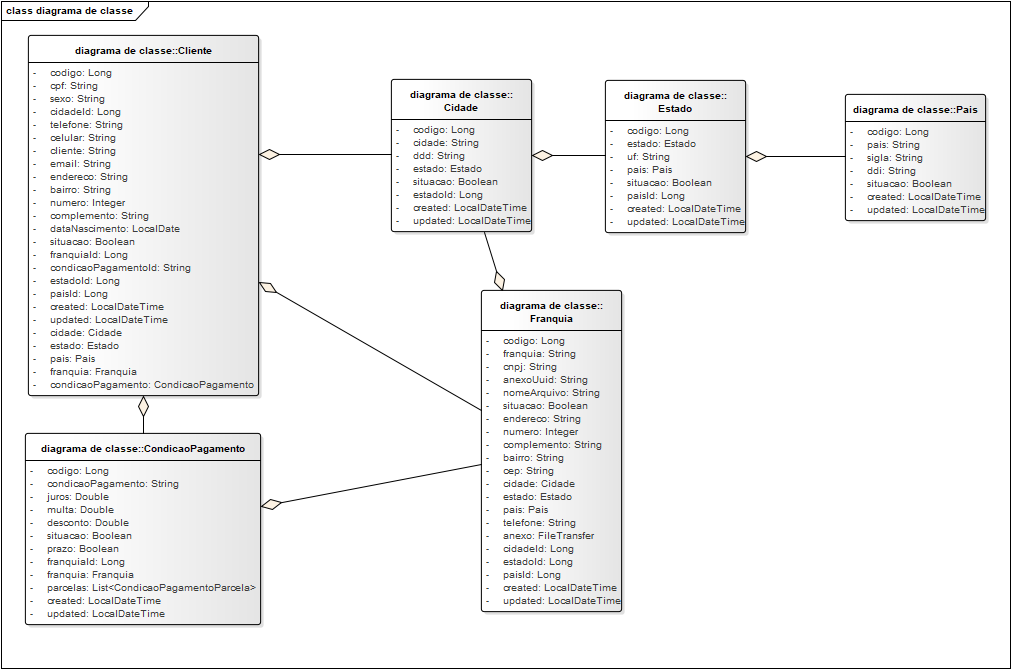 class diagrama de classe
diagrama de classe::Cliente
- codigo: Long
- cpf: String
- sexo: String
- cidadeId: Long
- telefone: String
- celular: String
- cliente: String
- email: String
- endereco: String
- bairro: String
- numero: Integer
- complemento: String
- dataNascimento: LocalDate
- situacao: Boolean
- franquiaId: Long
- condicaoPagamentoId: String
- estadoId: Long
- paisId: Long
- created: LocalDateTime
- updated: LocalDateTime
- cidade: Cidade
- estado: Estado
- pais: Pais
- franquia: Franquia
- condicaoPagamento: CondicaoPagamento
diagrama de classe::
Cidade
- codigo: Long
- cidade: String
- ddd: String
- estado: Estado
- situacao: Boolean
- estadoId: Long
- created: LocalDateTime
- updated: LocalDateTime
diagrama de classe::
Estado
- codigo: Long
- estado: Estado
- uf: String
- pais: Pais
- situacao: Boolean
- paisId: Long
- created: LocalDateTime
- updated: LocalDateTime
diagrama de classe::Pais
- codigo: Long
- pais: String
- sigla: String
- ddi: String
- situacao: Boolean
- created: LocalDateTime
- updated: LocalDateTime
diagrama de classe::
Franquia
- codigo: Long
- franquia: String
- cnpj: String
- anexoUuid: String
- nomeArquivo: String
- situacao: Boolean
- endereco: String
- numero: Integer
- complemento: String
- bairro: String
- cep: String
- cidade: Cidade
- estado: Estado
- pais: Pais
- telefone: String
- anexo: FileTransfer
- cidadeId: Long
- estadoId: Long
- paisId: Long
- created: LocalDateTime
- updated: LocalDateTime
diagrama de classe::CondicaoPagamento
- codigo: Long
- condicaoPagamento: String
- juros: Double
- multa: Double
- desconto: Double
- situacao: Boolean
- prazo: Boolean
- franquiaId: Long
- franquia: Franquia
- parcelas: List<CondicaoPagamentoParcela>
- created: LocalDateTime
- updated: LocalDateTime